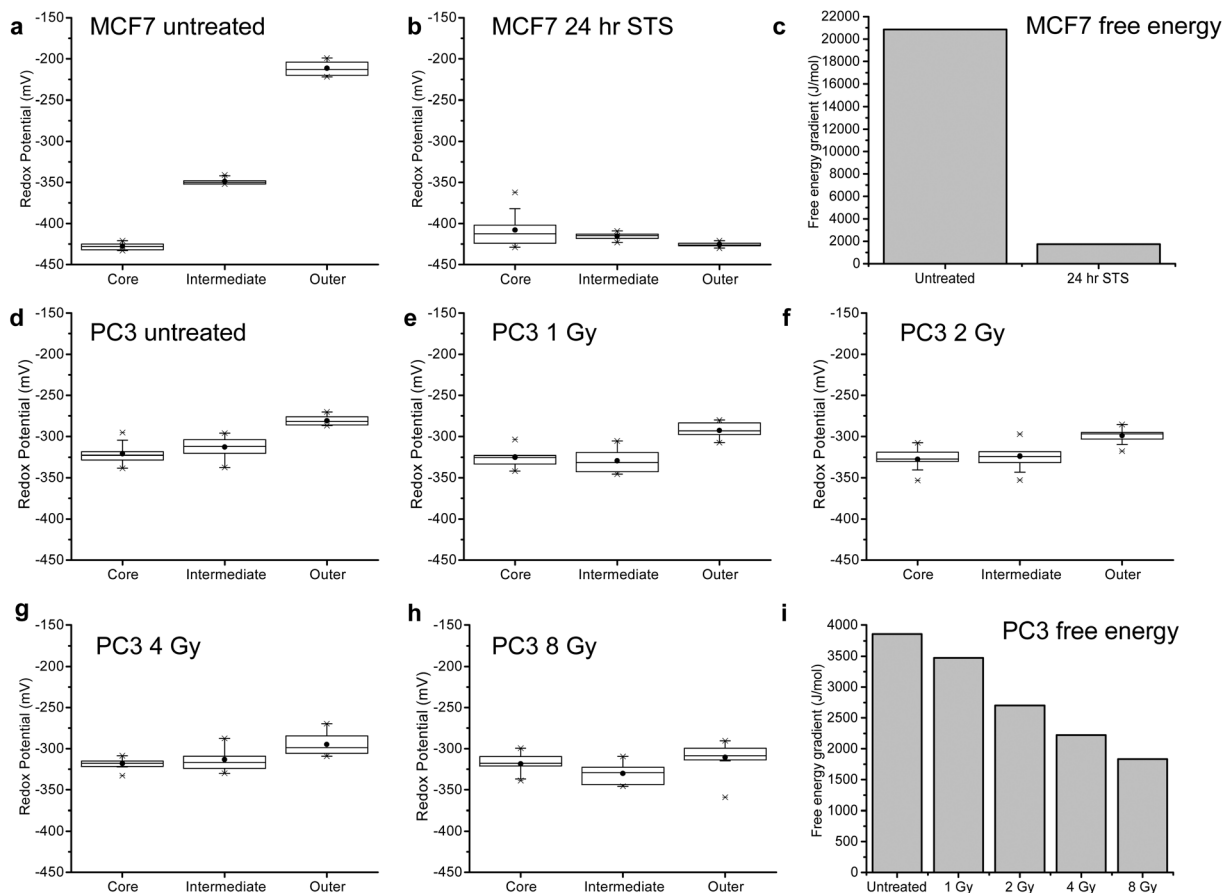 a MCF7 untreated
Redox Potential (mV)
-150
-200
-250
-300
-350
-400
-450
Core Intermediate Outer
b MCF7 24 hr STS
Redox Potential (mV)
-150
-200
-250
-300
-350
-400
-450
Core Intermediate Outer
c MCF7 free energy
Free energy gradient (J/mol)
22000
20000
18000
16000
14000
12000
10000
8000
6000
4000
2000
0
Untreated 24 hr STS
d PC3 untreated
Redox Potential (mV)
-150
-200
-250
-300
-350
-400
-450
Core Intermediate Outer
e PC3 1 Gy
Redox Potential (mV)
-150
-200
-250
-300
-350
-400
-450
Core Intermediate Outer
f PC3 2 Gy
Redox Potential (mV)
-150
-200
-250
-300
-350
-400
-450
Core Intermediate Outer
g PC3 4 Gy
Redox Potential (mV)
-150
-200
-250
-300
-350
-400
-450
Core Intermediate Outer
h PC3 8 Gy
Redox Potential (mV)
-150
-200
-250
-300
-350
-400
-450
Core Intermediate Outer
i PC3 free energy
Free energy gradient (J/mol)
4000
3750
3500
3250
3000
2750
2500
2250
2000
1750
1500
1250
1000
750
500
250
0
Untreated 1 Gy 2 Gy 4 Gy 8 Gy